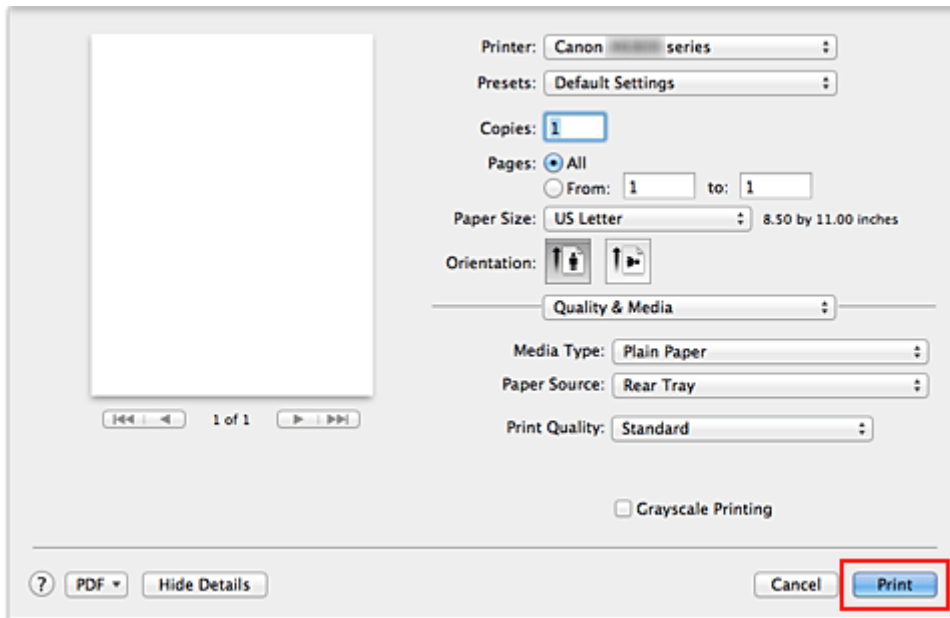 Printer: Canon series
Presets: Default Settings
Copies: 1
Pages: All
From: 1 to: 1
Paper Size: US Letter 8.50 by 11.00 inches
Orientation:
Quality & Media
Media Type: Plain Paper
Paper Source: Rear Tray
1 of 1
Print Quality: Standard
Grayscale Printing
? PDF Hide Details Cancel Print